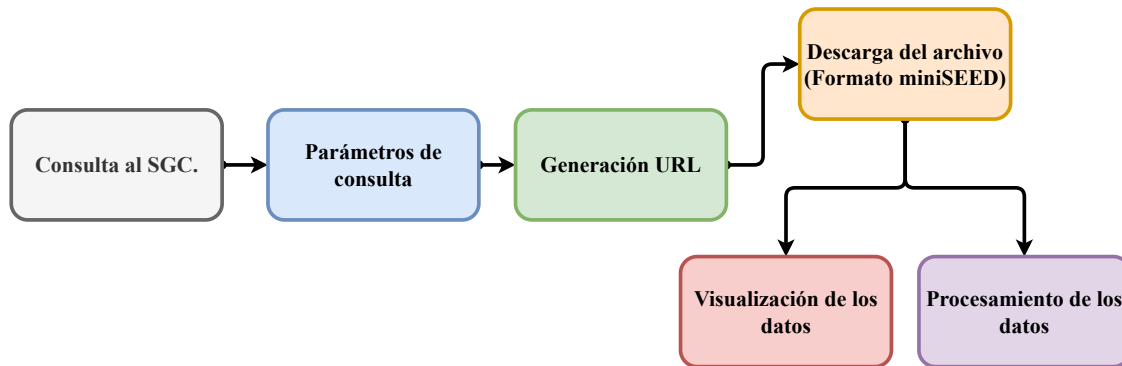 Consulta al SGC.
Parámetros de
consulta
Generación URL
Descarga del archivo
(Formato miniSEED)
Visualización de los
datos
Procesamiento de los
datos